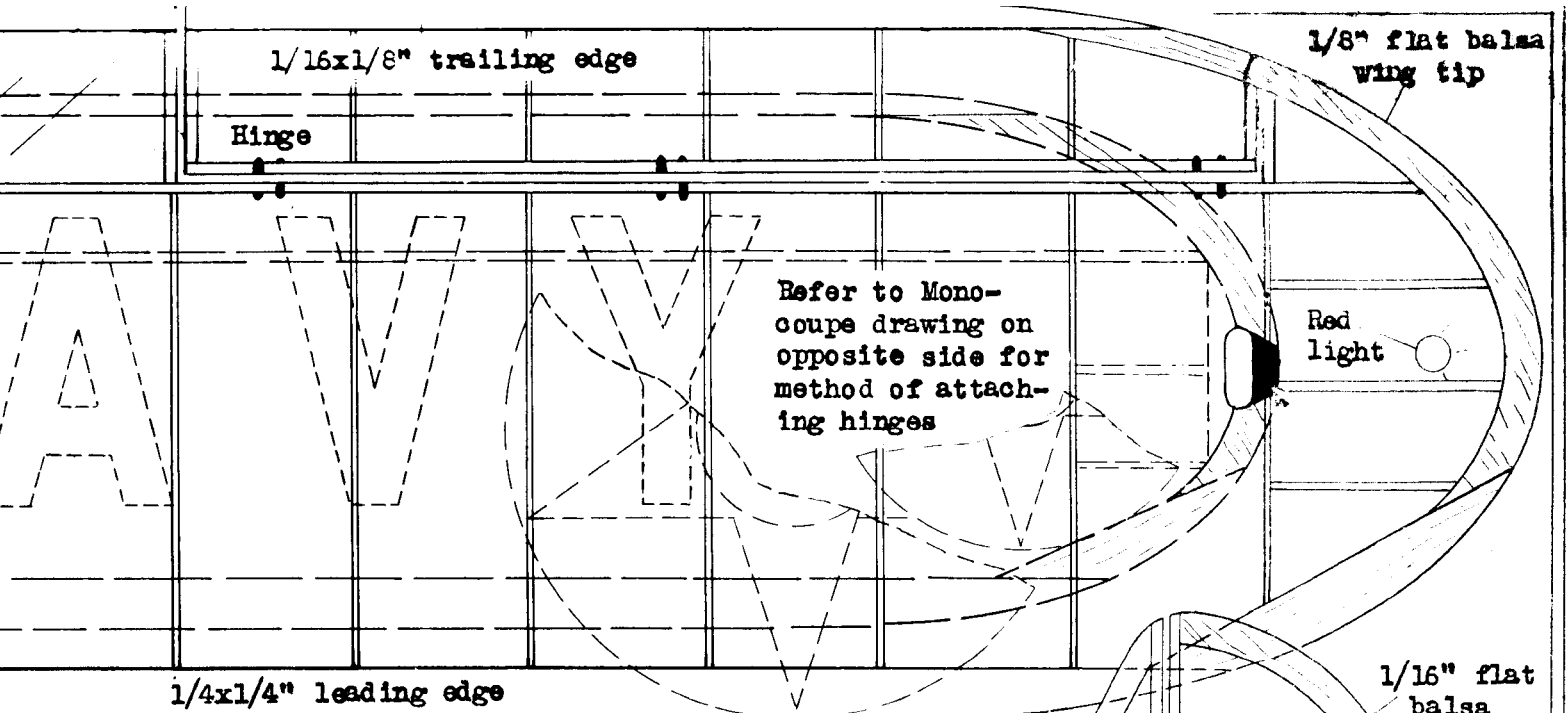 1/16x1/8" trailing edge
1/8" flat balsa
wing tip
Hinge
AVY
Refer to Mono-
coupe drawing on
opposite side for
method of attach-
ing hinges
Red
light
1/4x1/4" leading edge
1/16" flat
balsa